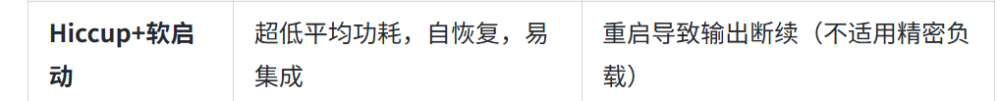 Hiccup+软启
动
超低平均功耗，自恢复，易
集成
重启导致输出断续（不适用精密负
载）